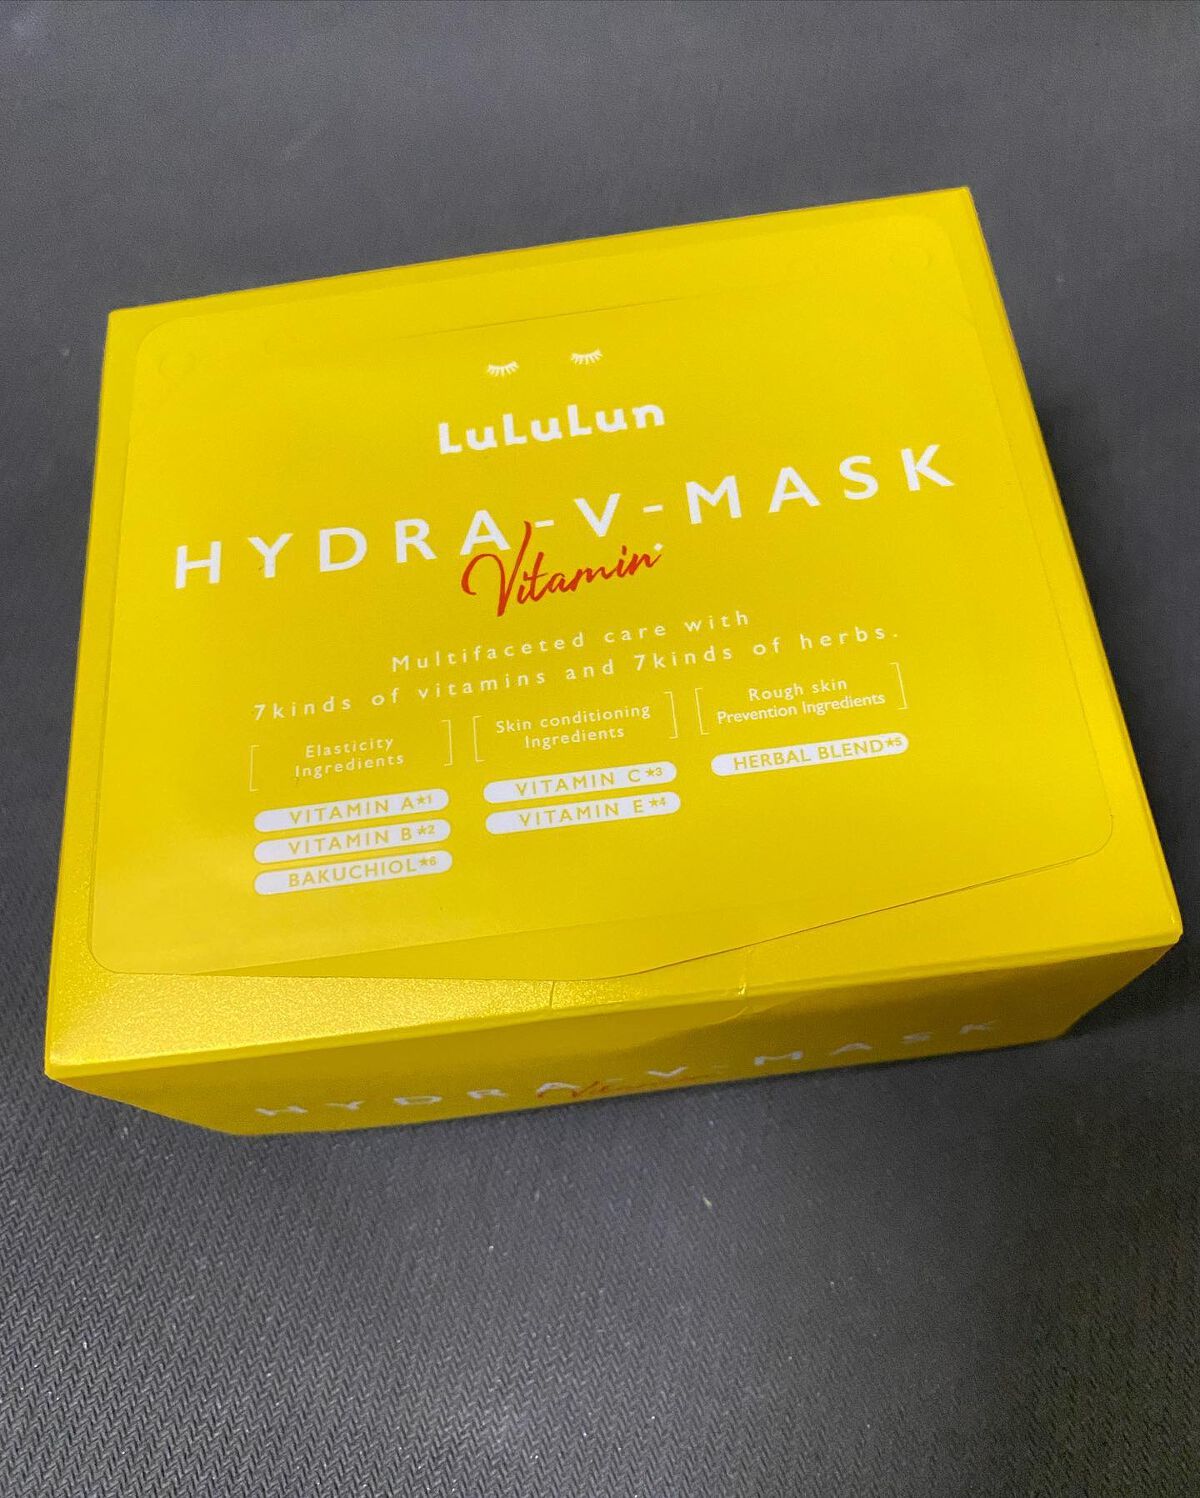 LuLuLun
HYDRA-V-MASK
Vitamin
Multifaceted care with
7kinds of vitamins and 7kinds of herbs.
Elasticity
Ingredients
VITAMIN A★1
VITAMIN B★2
BAKUCHIOL★6
Skin conditioning
Ingredients
VITAMIN C★3
VITAMIN E★4
Rough skin
Prevention Ingredients
HERBAL BLEND★5
HYDRA-V-MASK
Vitamin